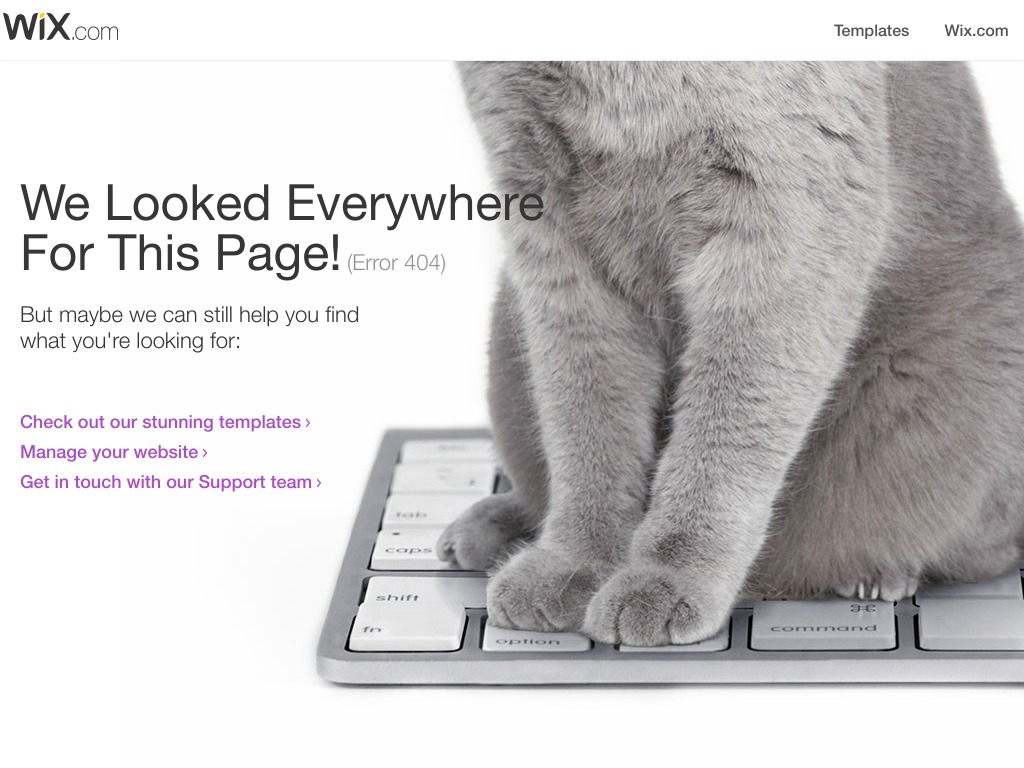 WiX.com
Templates
Wix.com
We Looked Everywhere
For This Page! (Error 404)
But maybe we can still help you find
what you're looking for:
Check out our stunning templates ›
Manage your website ›
Get in touch with our Support team ›
tab
caps
shift
fn
option
⌘
command